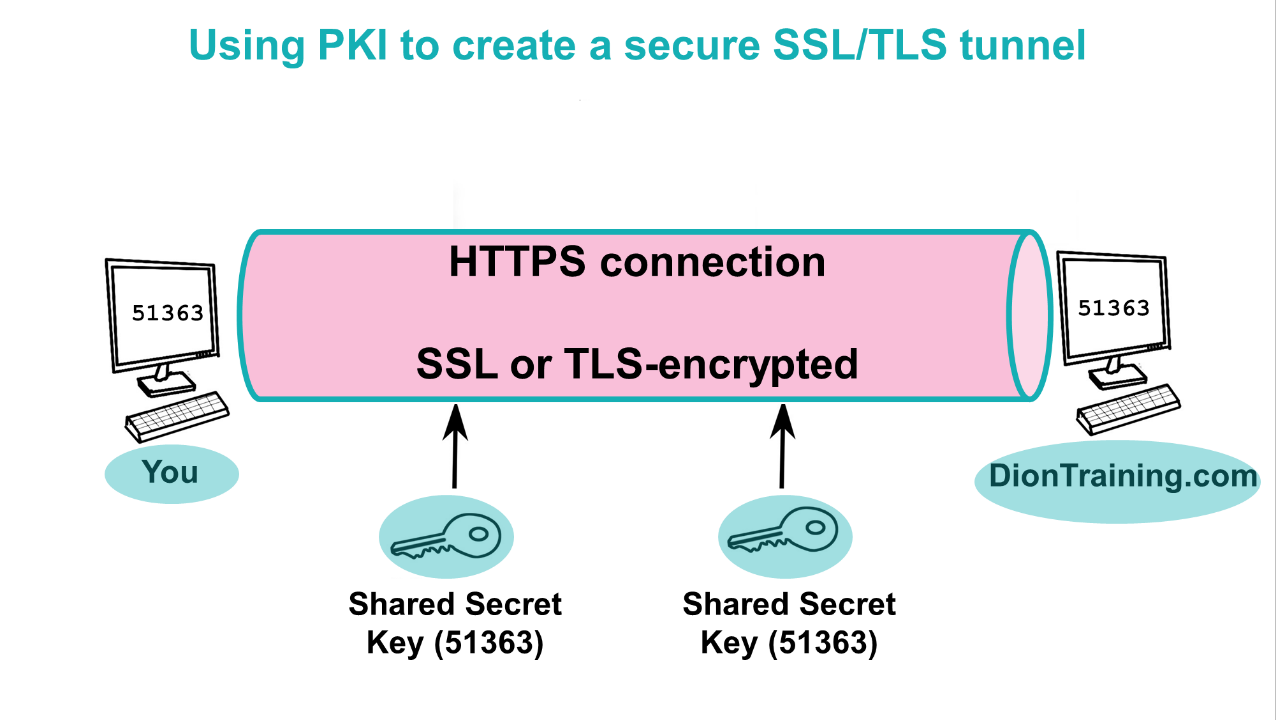 Using PKI to create a secure SSL/TLS tunnel
HTTPS connection
SSL or TLS-encrypted
51363
51363
You
DionTraining.com
Shared Secret
Key (51363)
Shared Secret
Key (51363)